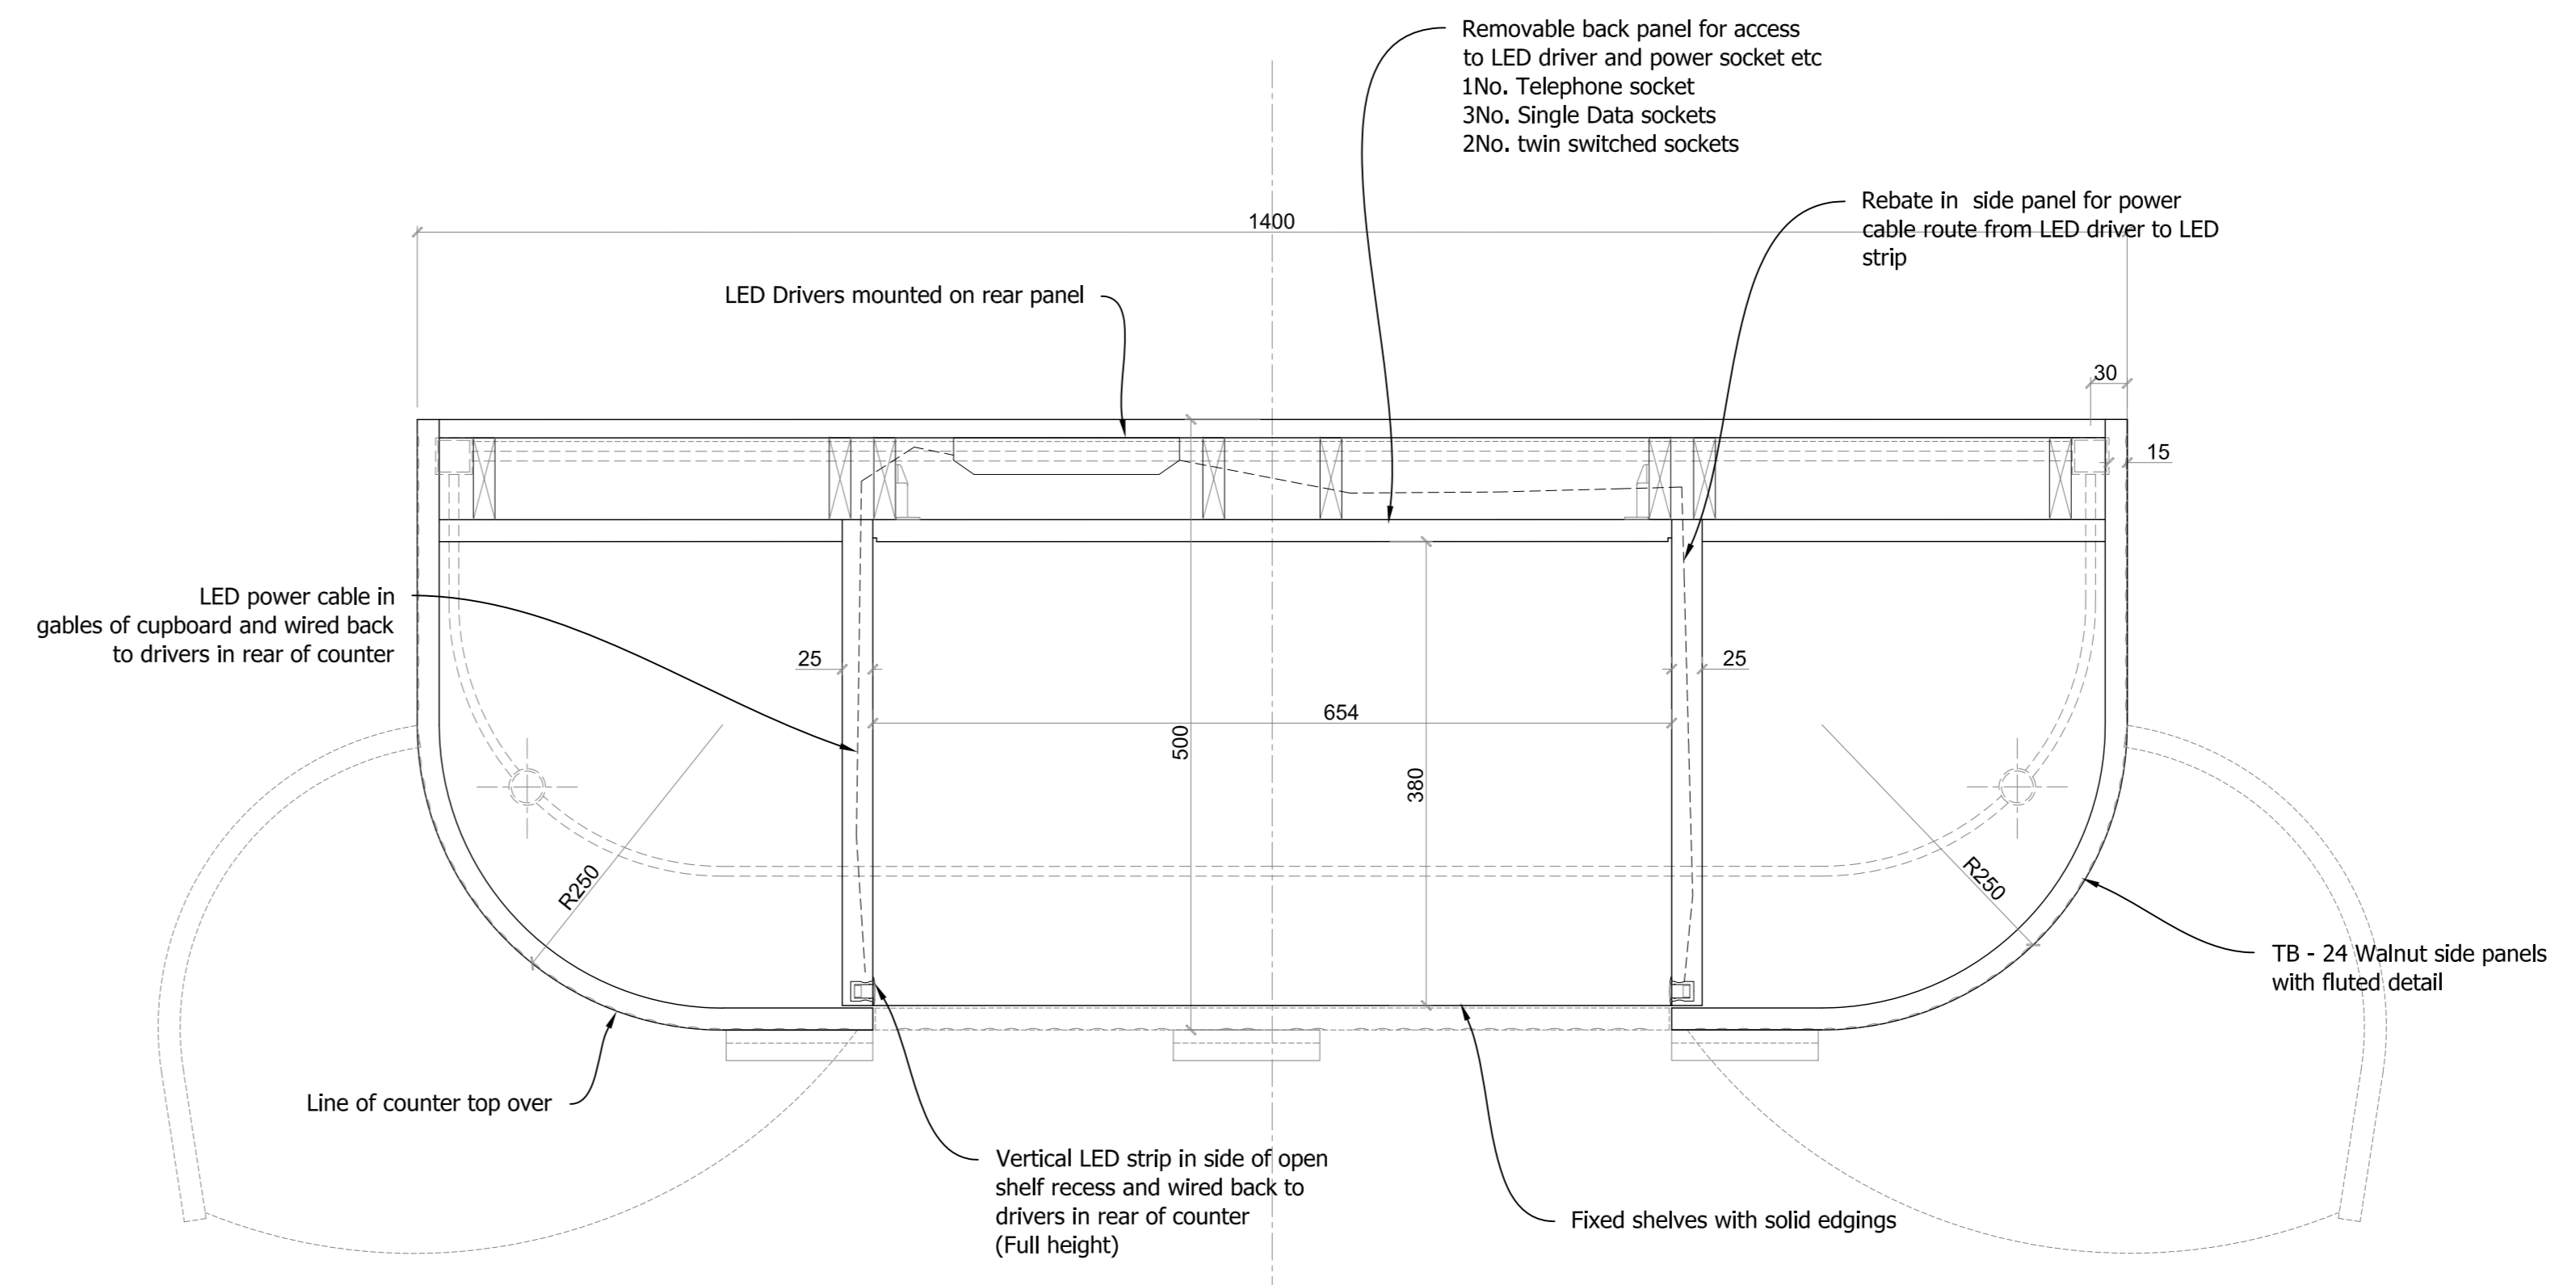 Removable back panel for access
to LED driver and power socket etc
1No. Telephone socket
3No. Single Data sockets
2No. twin switched sockets
Rebate in side panel for power
cable route from LED driver to LED
strip
1400
LED Drivers mounted on rear panel
30
15
LED power cable in
gables of cupboard and wired back
to drivers in rear of counter
25
25
654
500
380
R250
R250
TB - 24 Walnut side panels
with fluted detail
Line of counter top over
Vertical LED strip in side of open
shelf recess and wired back to
drivers in rear of counter
(Full height)
Fixed shelves with solid edgings